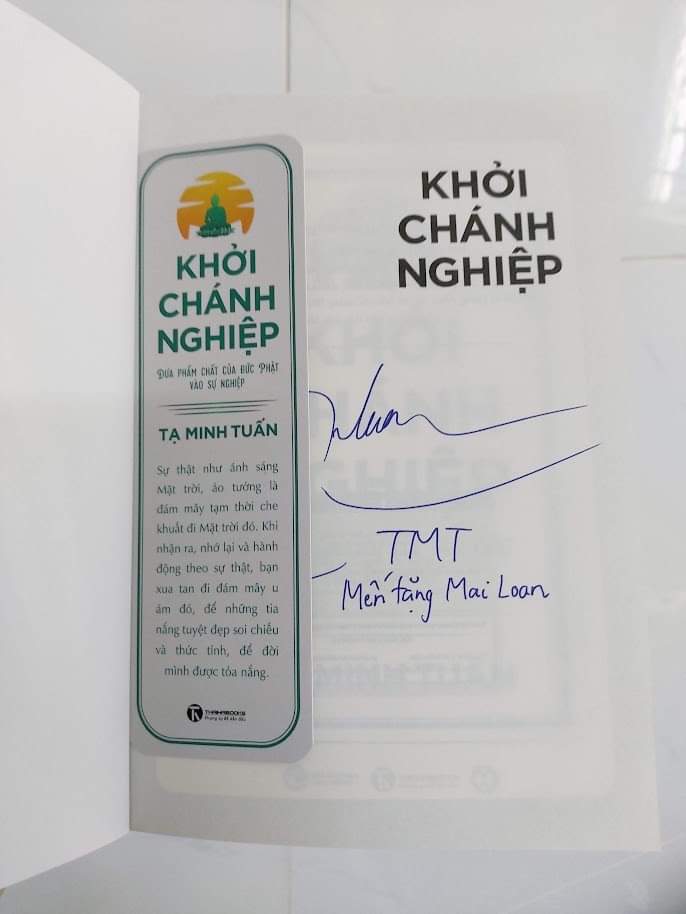 KHỞI
CHÁNH
NGHIỆP
ĐƯA PHẨM CHẤT CỦA ĐỨC PHẬT
VÀO SỰ NGHIỆP
TẠ MINH TUẤN
Sự thật như ánh sáng
Mặt trời, ảo tưởng là
đám mây tạm thời che
khuất đi Mặt trời đó. Khi
nhận ra, nhớ lại và hành
động theo sự thật, bạn
xua tan đi đám mây u
ám đó, để những tia
nắng tuyệt đẹp soi chiếu
và thức tỉnh, để đời
mình được tỏa nắng.
THAIHABOOKS
KHỞI
CHÁNH
NGHIỆP
TMT
Mến tặng Mai Loan